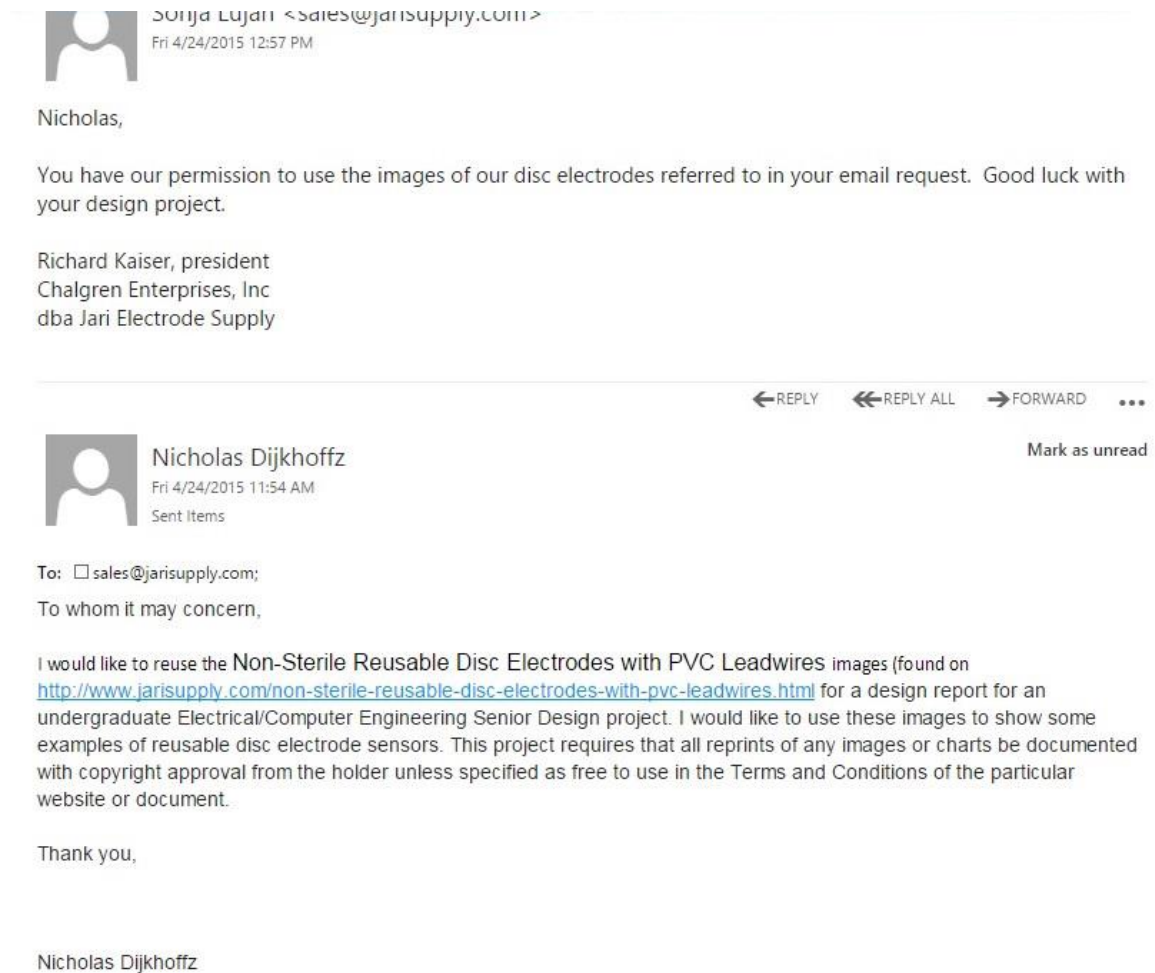 Sonja Lujan <sales@jarisupply.com>
Fri 4/24/2015 12:57 PM
Nicholas,
You have our permission to use the images of our disc electrodes referred to in your email request.  Good luck with
your design project.
Richard Kaiser, president
Chalgren Enterprises, Inc
dba Jari Electrode Supply
REPLY REPLY ALL FORWARD •••
Nicholas Dijkhoffz
Mark as unread
Fri 4/24/2015 11:54 AM
Sent Items
To: sales@jarisupply.com;
To whom it may concern,
I would like to reuse the Non-Sterile Reusable Disc Electrodes with PVC Leadwires images (found on
http://www.jarisupply.com/non-sterile-reusable-disc-electrodes-with-pvc-leadwires.html for a design report for an
undergraduate Electrical/Computer Engineering Senior Design project. I would like to use these images to show some
examples of reusable disc electrode sensors. This project requires that all reprints of any images or charts be documented
with copyright approval from the holder unless specified as free to use in the Terms and Conditions of the particular
website or document.
Thank you,
Nicholas Dijkhoffz